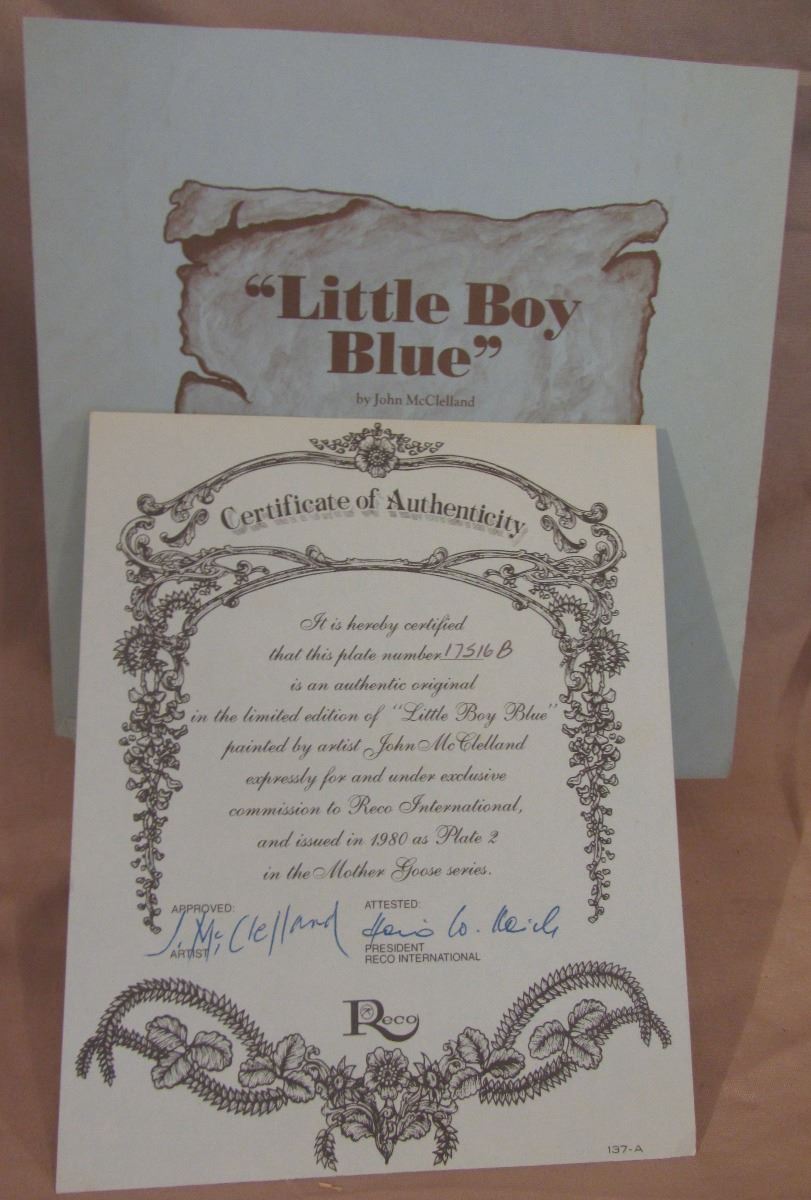 “Little Boy
Blue”
by John McClelland
Certificate of Authenticity
It is hereby certified
that this plate number 17516B
is an authentic original
in the limited edition of "Little Boy Blue"
painted by artist John McClelland
expressly for and under exclusive
commission to Reco International,
and issued in 1980 as Plate 2
in the Mother Goose series.
APPROVED:
J. McClelland
ARTIST
ATTESTED:
PRESIDENT
RECO INTERNATIONAL
Reco
137-A